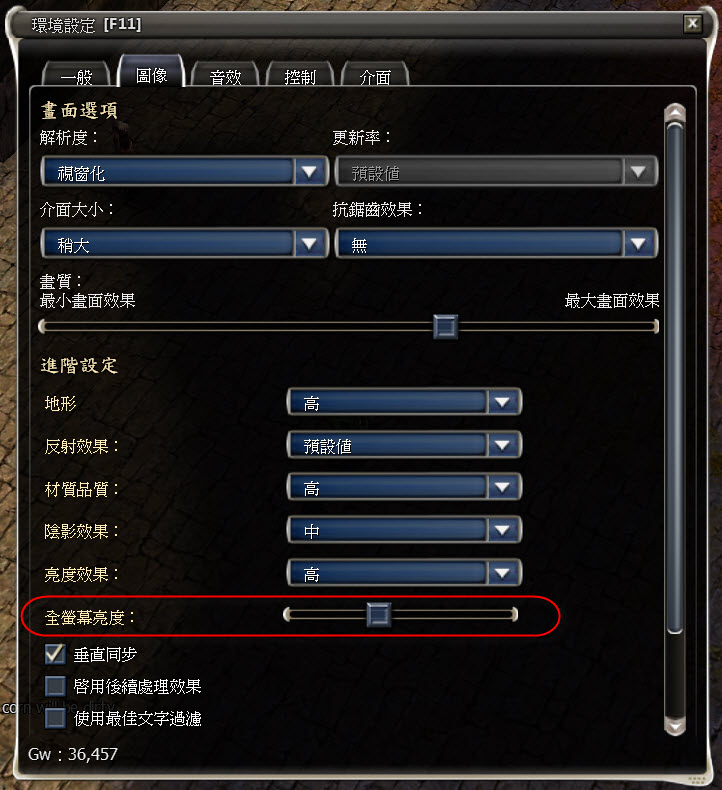 環境設定 [F11]
一般 圖像 音效 控制 介面
畫面選項
解析度： 更新率：
視窗化 預設値
介面大小： 抗鋸齒效果：
稍大 無
畫質：
最小畫面效果 最大畫面效果
進階設定
地形 高
反射效果： 預設値
材質品質： 高
陰影效果： 中
亮度效果： 高
全螢幕亮度：
垂直同步
啓用後續處理效果
使用最佳文字過濾
Gw：36,457